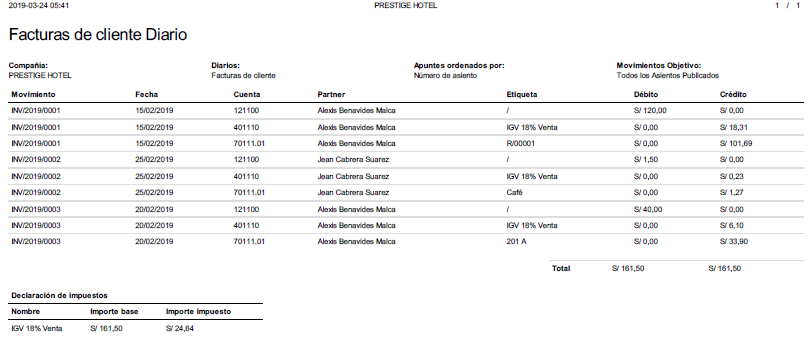 2019-03-24 05:41 PRESTIGE HOTEL 1 / 1
Facturas de cliente Diario
Compañía: Diarios: Apuntes ordenados por: Movimientos Objetivo:
PRESTIGE HOTEL Facturas de cliente Número de asiento Todos los Asientos Publicados
Movimiento Fecha Cuenta Partner Etiqueta Débito Crédito
INV/2019/0001 15/02/2019 121100 Alexis Benavides Malca / S/ 120,00 S/ 0,00
INV/2019/0001 15/02/2019 401110 Alexis Benavides Malca IGV 18% Venta S/ 0,00 S/ 18,31
INV/2019/0001 15/02/2019 70111.01 Alexis Benavides Malca R/00001 S/ 0,00 S/ 101,69
INV/2019/0002 25/02/2019 121100 Jean Cabrera Suarez / S/ 1,50 S/ 0,00
INV/2019/0002 25/02/2019 401110 Jean Cabrera Suarez IGV 18% Venta S/ 0,00 S/ 0,23
INV/2019/0002 25/02/2019 70111.01 Jean Cabrera Suarez Café S/ 0,00 S/ 1,27
INV/2019/0003 20/02/2019 121100 Alexis Benavides Malca / S/ 40,00 S/ 0,00
INV/2019/0003 20/02/2019 401110 Alexis Benavides Malca IGV 18% Venta S/ 0,00 S/ 6,10
INV/2019/0003 20/02/2019 70111.01 Alexis Benavides Malca 201 A S/ 0,00 S/ 33,90
Total S/ 161,50 S/ 161,50
Declaración de impuestos
Nombre Importe base Importe impuesto
IGV 18% Venta S/ 161,50 S/ 24,64